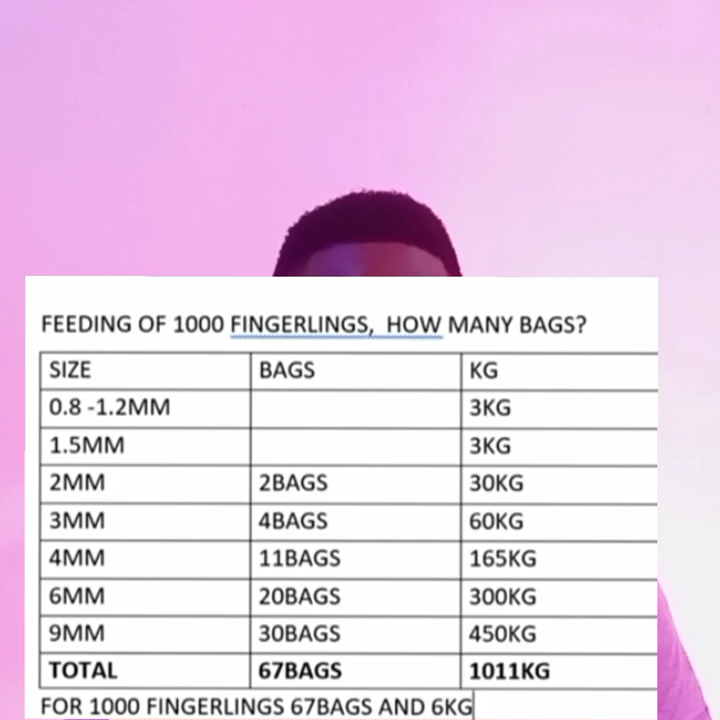 FEEDING OF 1000 FINGERLINGS, HOW MANY BAGS?
SIZE BAGS KG
0.8 -1.2MM 3KG
1.5MM 3KG
2MM 2BAGS 30KG
3MM 4BAGS 60KG
4MM 11BAGS 165KG
6MM 20BAGS 300KG
9MM 30BAGS 450KG
TOTAL 67BAGS 1011KG
FOR 1000 FINGERLINGS 67BAGS AND 6KG